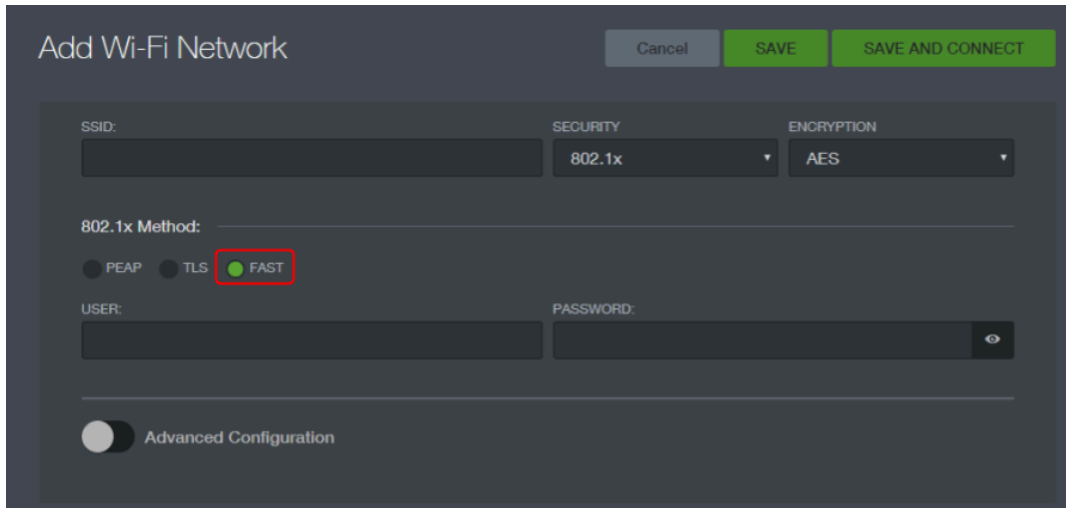 Add Wi-Fi Network
Cancel
SAVE
SAVE AND CONNECT
SSID:
SECURITY
ENCRYPTION
802.1x
AES
802.1x Method:
PEAP
TLS
FAST
USER:
PASSWORD:
Advanced Configuration